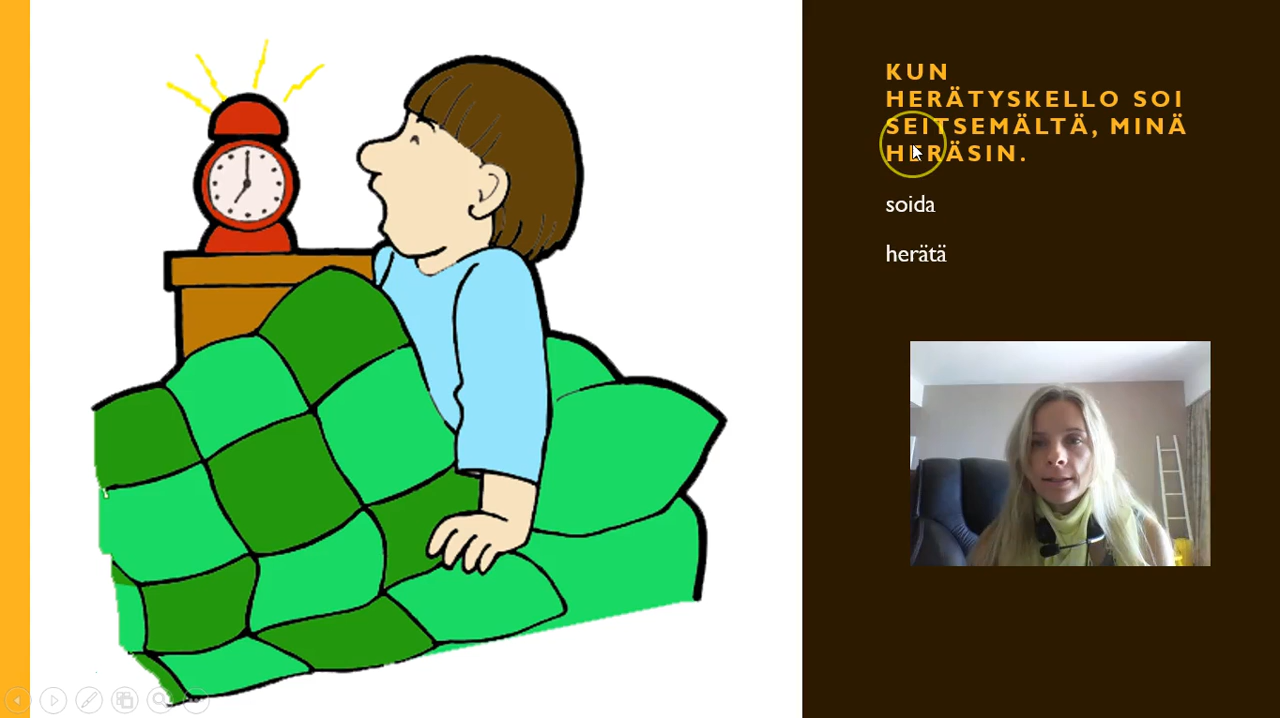 KUN
HERÄTYSKELLO SOI
SEITSEMÄLTÄ, MINÄ
HERÄSIN.
soida
herätä